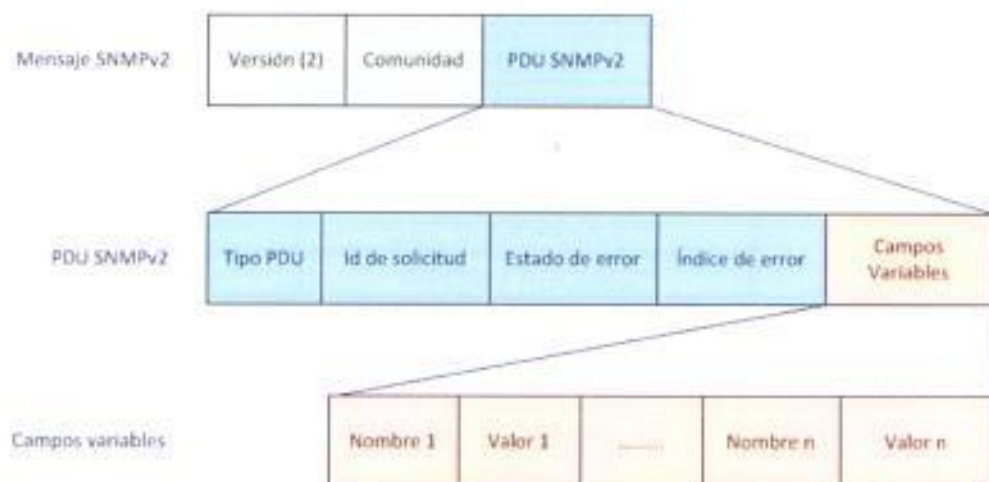 Mensaje SNMPv2
Versión (2)
Comunidad
PDU SNMPv2
PDU SNMPv2
Tipo PDU
Id de solicitud
Estado de error
Índice de error
Campos
Variables
Campos variables
Nombre 1
Valor 1
........
Nombre n
Valor n